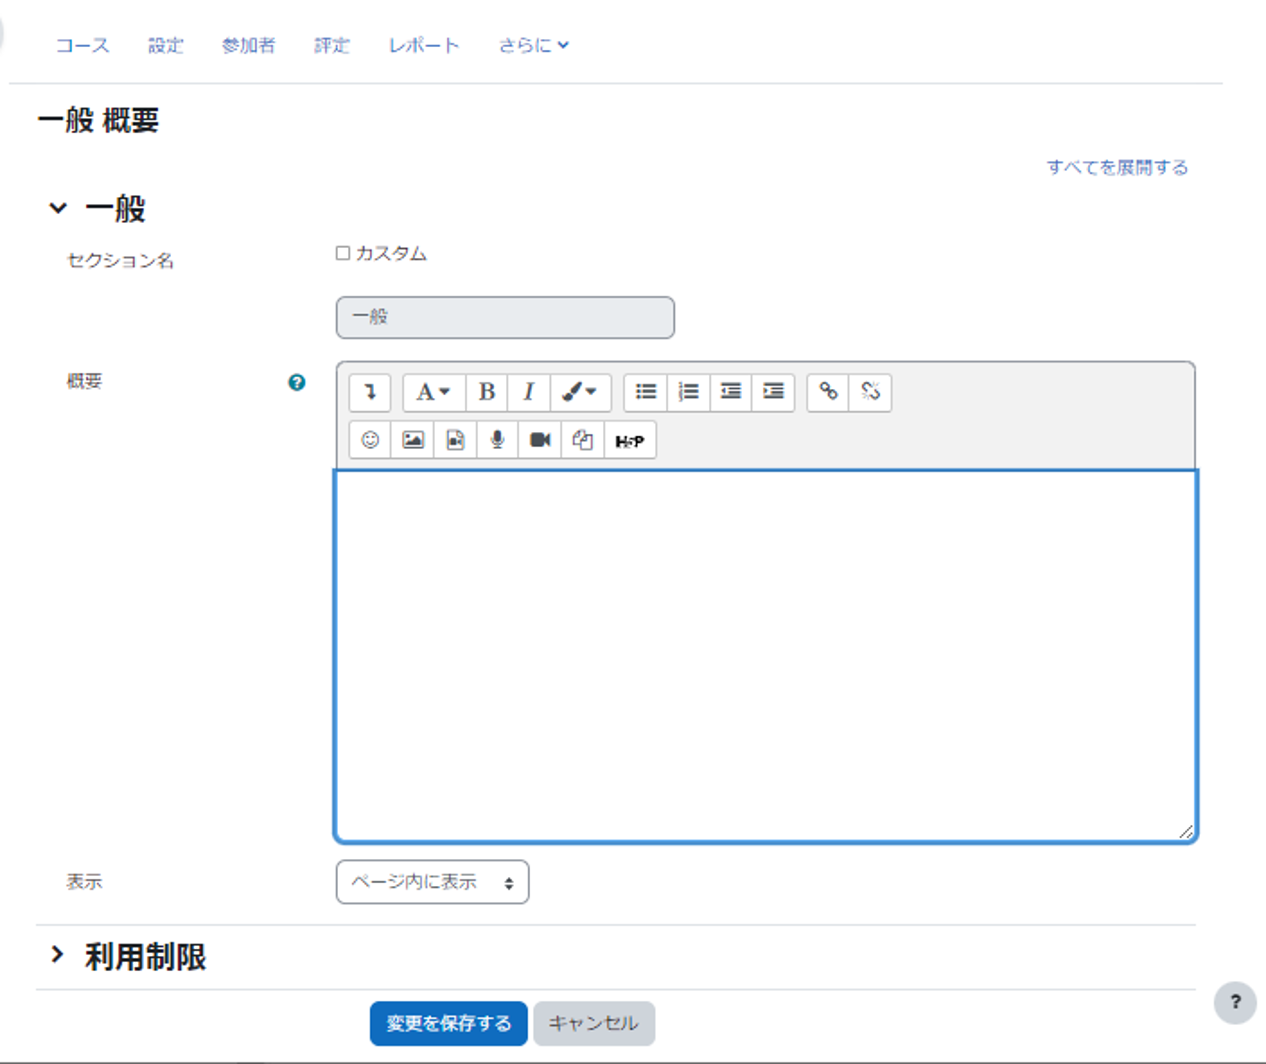 コース 設定 参加者 評定 レポート さらに
一般 概要
すべてを展開する
一般
セクション名
カスタム
一般
概要
?
A B I
H5P
表示
ページ内に表示
利用制限
変更を保存する キャンセル
?